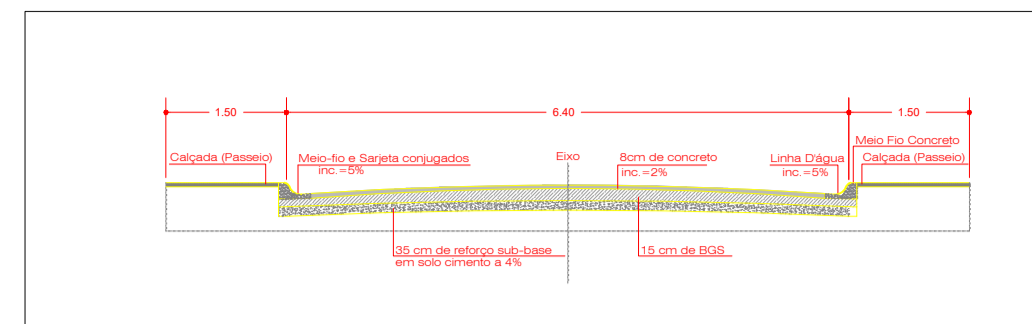 1.50
6.40
1.50
Meio Fio Concreto
Calçada (Passeio)
Meio-fio e Sarjeta conjugados
inc.=5%
Eixo
8cm de concreto
inc.=2%
Linha D'água
inc.=5%
Calçada (Passeio)
35 cm de reforço sub-base
em solo cimento a 4%
15 cm de BGS